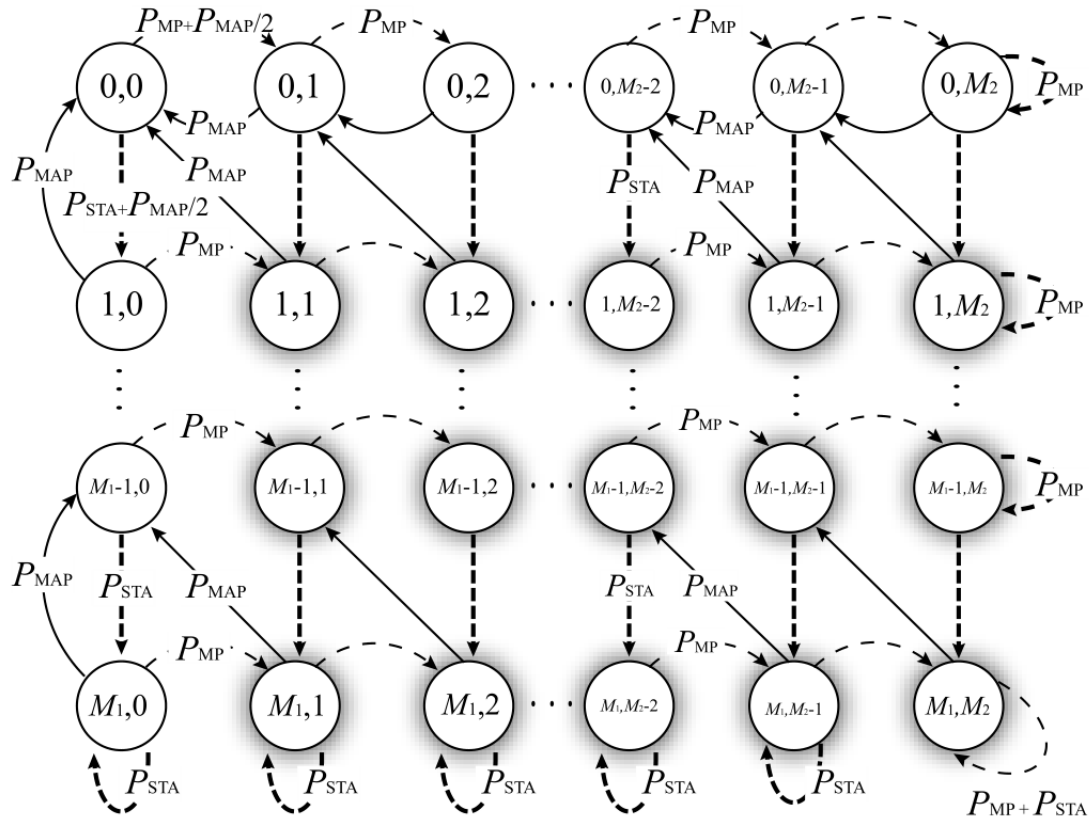 P_MP+P_MAP/2 P_MP P_MP
0,0 0,1 0,2 · · · 0,M₂-2 0,M₂-1 0,M₂ P_MP
P_MAP P_MAP
P_MAP P_MAP P_STA P_MAP
P_STA+P_MAP/2
P_MP P_MP
1,0 1,1 1,2 · · · 1,M₂-2 1,M₂-1 1,M₂ P_MP
P_MP P_MP
M₁-1,0 M₁-1,1 M₁-1,2 · · · M₁-1,M₂-2 M₁-1,M₂-1 M₁-1,M₂ P_MP
P_MAP P_STA P_MAP P_STA P_MAP
P_MP P_MP
M₁,0 M₁,1 M₁,2 · · · M₁,M₂-2 M₁,M₂-1 M₁,M₂
P_STA P_STA P_STA P_STA P_STA
P_MP + P_STA